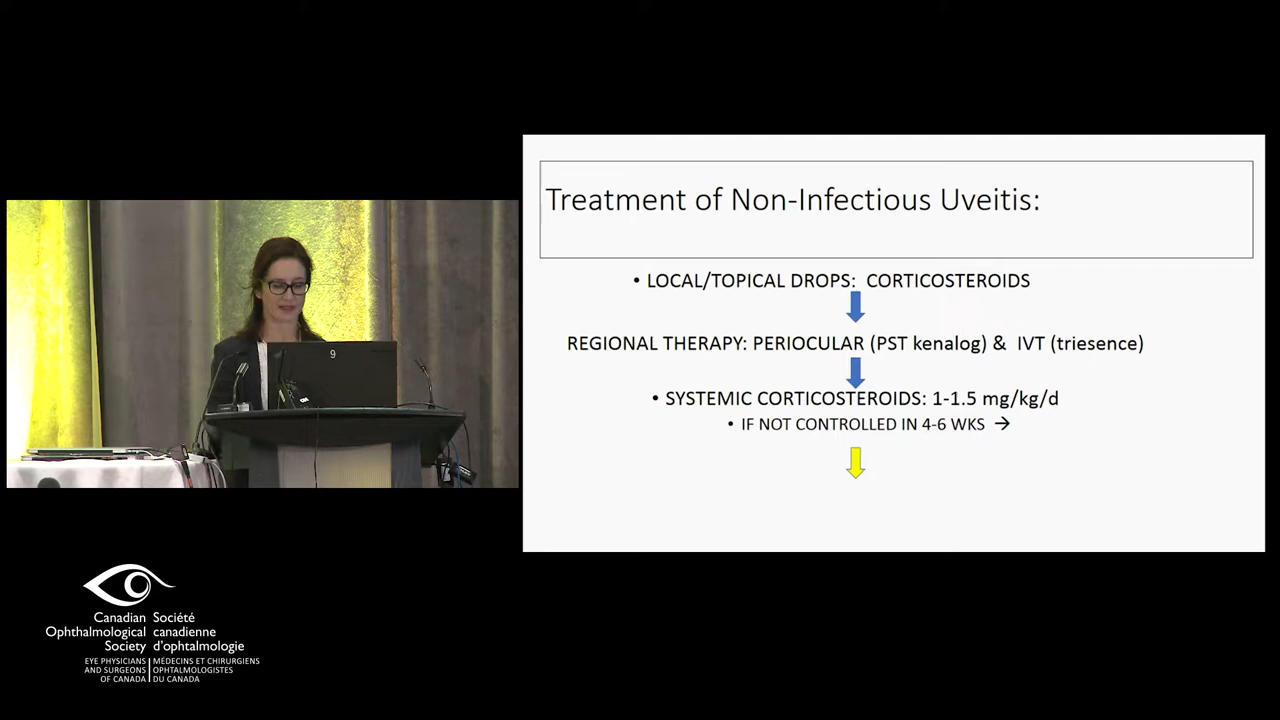 Treatment of Non-Infectious Uveitis:
• LOCAL/TOPICAL DROPS: CORTICOSTEROIDS
REGIONAL THERAPY: PERIOCULAR (PST kenalog) & IVT (triesence)
• SYSTEMIC CORTICOSTEROIDS: 1-1.5 mg/kg/d
• IF NOT CONTROLLED IN 4-6 WKS →
9
Canadian
Ophthalmological
Society
Société
canadienne
d'ophtalmologie
EYE PHYSICIANS
AND SURGEONS
OF CANADA
MÉDECINS ET CHIRURGIENS
OPHTALMOLOGISTES
DU CANADA